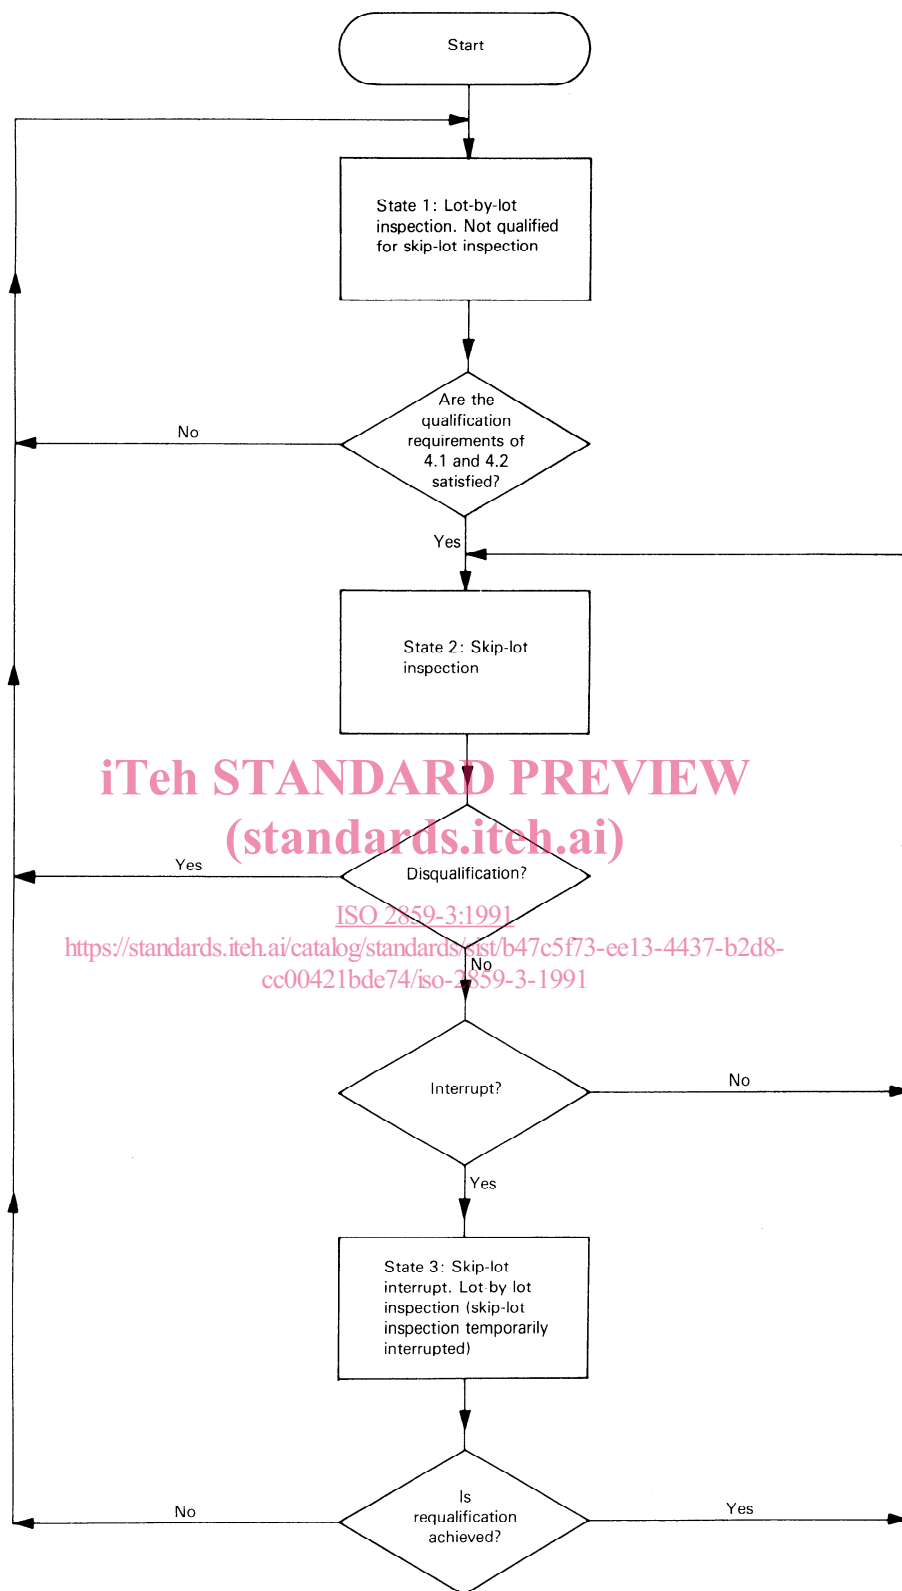 Start
State 1: Lot-by-lot
inspection. Not qualified
for skip-lot inspection
Are the
qualification
requirements of
4.1 and 4.2
satisfied?
No
Yes
State 2: Skip-lot
inspection
iTeh STANDARD PREVIEW
(standards.iteh.ai)
Disqualification?
Yes
ISO 2859-3:1991
https://standards.iteh.ai/catalog/standards/sist/b47c5f73-ee13-4437-b2d8-
No
cc00421bde74/iso-2859-3-1991
Interrupt?
No
Yes
State 3: Skip-lot
interrupt. Lot-by lot
inspection (skip-lot
inspection temporarily
interrupted)
Is
requalification
achieved?
No
Yes